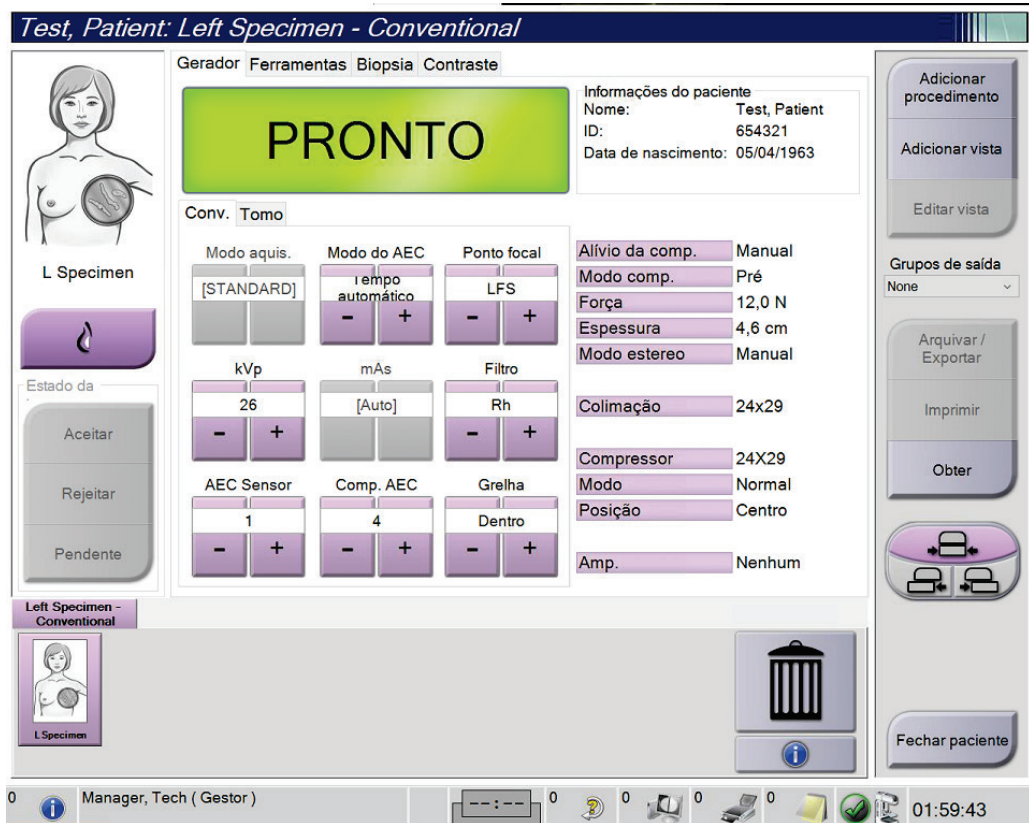 Test, Patient: Left Specimen - Conventional
Gerador Ferramentas Biopsia Contraste
PRONTO
Informações do paciente
Nome: Test, Patient
ID: 654321
Data de nascimento: 05/04/1963
L Specimen
Estado da
Aceitar
Rejeitar
Pendente
Conv. Tomo
Modo aquis. Modo do AEC Ponto focal
[STANDARD] Tempo automático LFS
- + - +
kVp mAs Filtro
26 [Auto] Rh
- + - +
AEC Sensor Comp. AEC Grelha
1 4 Dentro
- + - + - +
Alívio da comp. Manual
Modo comp. Pré
Força 12,0 N
Espessura 4,6 cm
Modo estereo Manual
Colimação 24x29
Compressor 24X29
Modo Normal
Posição Centro
Amp. Nenhum
Adicionar
procedimento
Adicionar vista
Editar vista
Grupos de saída
None
Arquivar /
Exportar
Imprimir
Obter
Fechar paciente
Left Specimen -
Conventional
L Specimen
0 Manager, Tech ( Gestor ) --:-- 0 0 0 0 01:59:43